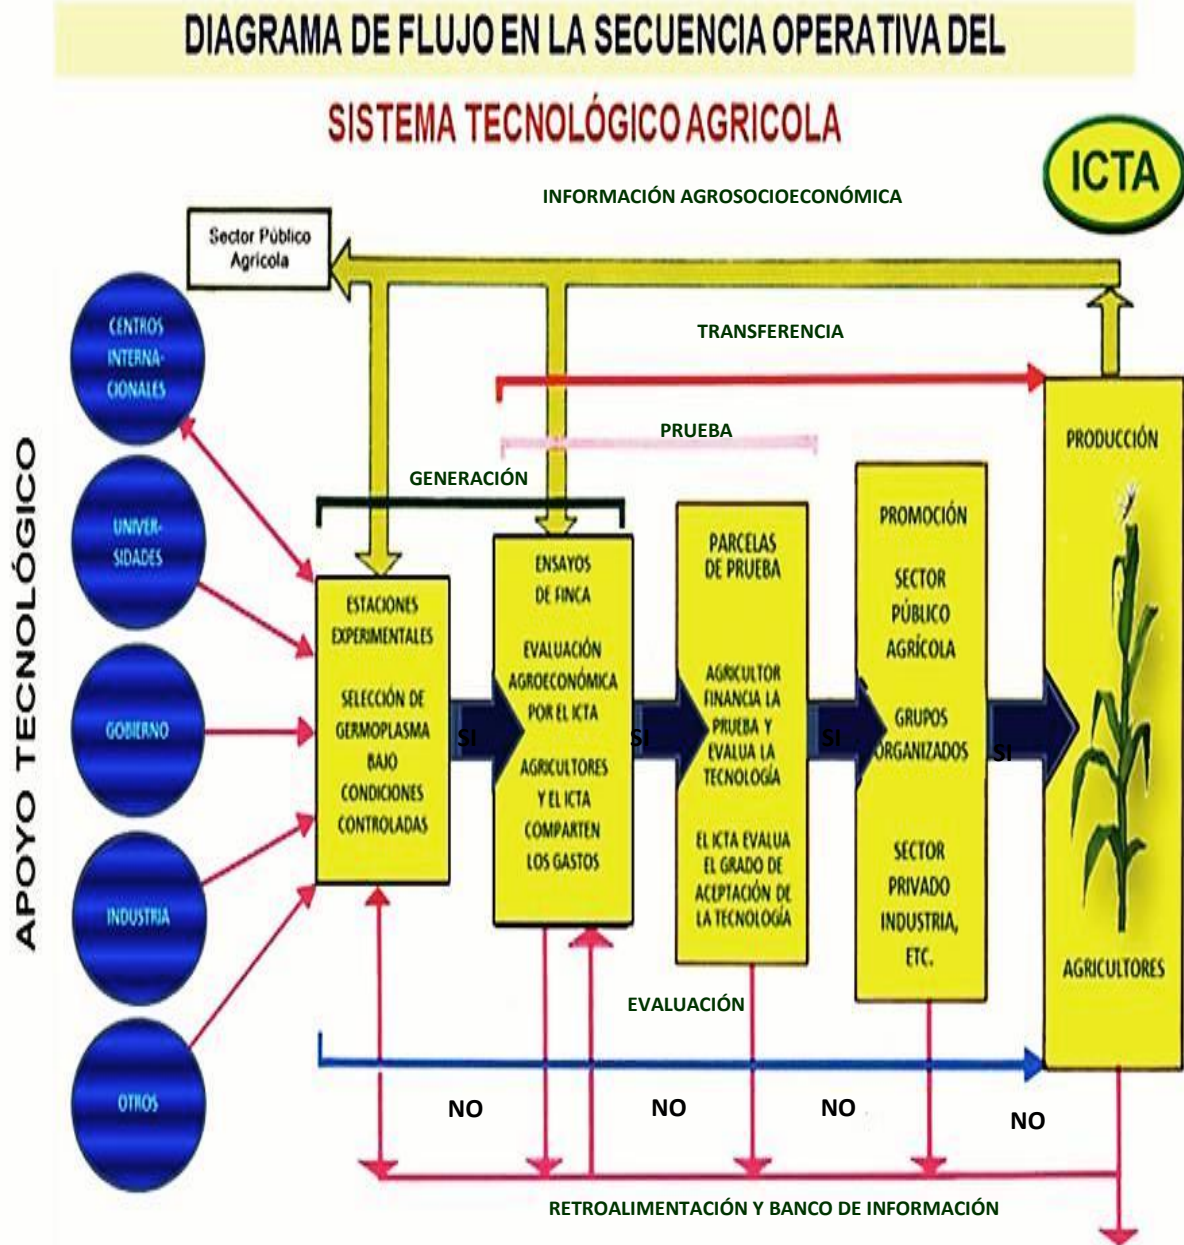 DIAGRAMA DE FLUJO EN LA SECUENCIA OPERATIVA DEL
SISTEMA TECNOLÓGICO AGRICOLA
ICTA
INFORMACIÓN AGROSOCIOECONÓMICA
Sector Público
Agrícola
TRANSFERENCIA
PRUEBA
GENERACIÓN
APOYO TECNOLÓGICO
CENTROS
INTERNA-
CIONALES
UNIVER-
SIDADES
GOBIERNO
INDUSTRIA
OTROS
ESTACIONES
EXPERIMENTALES
SELECCIÓN DE
GERMOPLASMA
BAJO
CONDICIONES
CONTROLADAS
SI
ENSAYOS
DE FINCA
EVALUACIÓN
AGROECONÓMICA
POR EL ICTA
AGRICULTORES
Y EL ICTA
COMPARTEN
LOS GASTOS
SI
PARCELAS
DE PRUEBA
AGRICULTOR
FINANCIA LA
PRUEBA Y
EVALUA LA
TECNOLOGÍA
EL ICTA EVALUA
EL GRADO DE
ACEPTACIÓN DE
LA TECNOLOGÍA
SI
PROMOCIÓN
SECTOR
PÚBLICO
AGRÍCOLA
GRUPOS
ORGANIZADOS
SECTOR
PRIVADO
INDUSTRIA,
ETC.
SI
PRODUCCIÓN
AGRICULTORES
EVALUACIÓN
NO
NO
NO
NO
RETROALIMENTACIÓN Y BANCO DE INFORMACIÓN